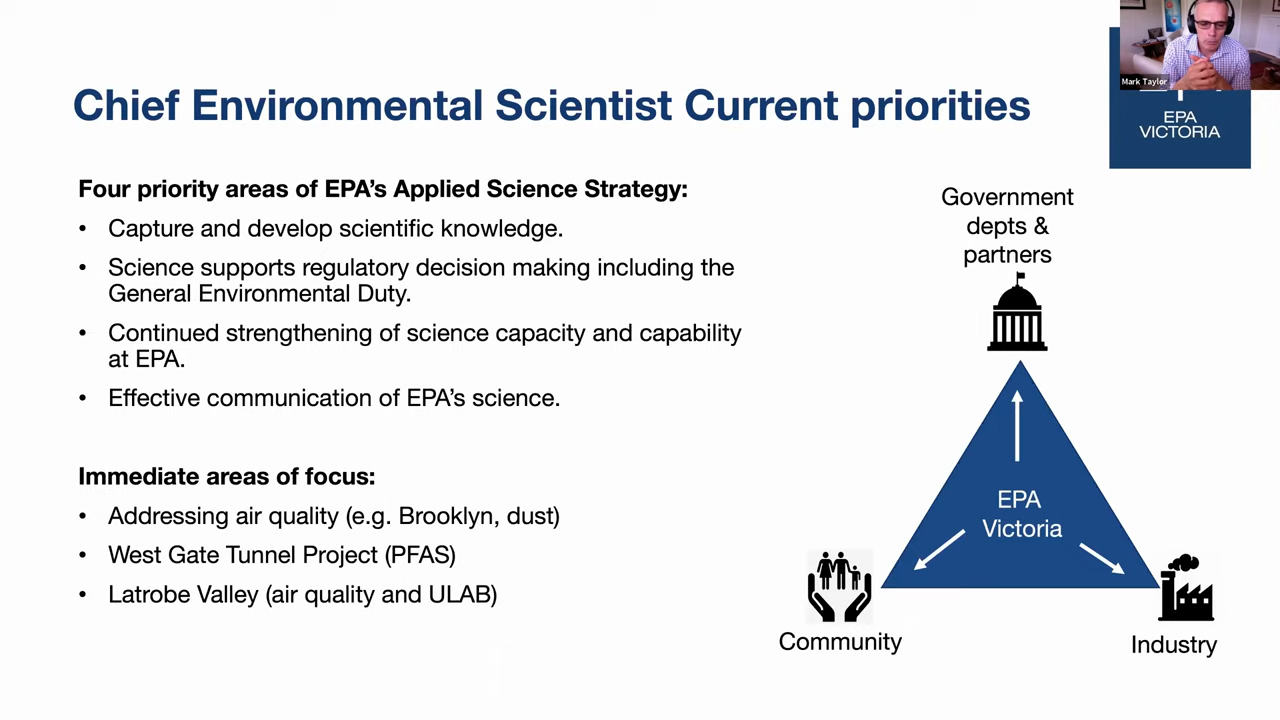 Mark Taylor
EPA
VICTORIA
Chief Environmental Scientist Current priorities
Four priority areas of EPA’s Applied Science Strategy:
• Capture and develop scientific knowledge.
• Science supports regulatory decision making including the
General Environmental Duty.
• Continued strengthening of science capacity and capability
at EPA.
• Effective communication of EPA’s science.
Immediate areas of focus:
• Addressing air quality (e.g. Brooklyn, dust)
• West Gate Tunnel Project (PFAS)
• Latrobe Valley (air quality and ULAB)
Government
depts &
partners
EPA
Victoria
Community
Industry